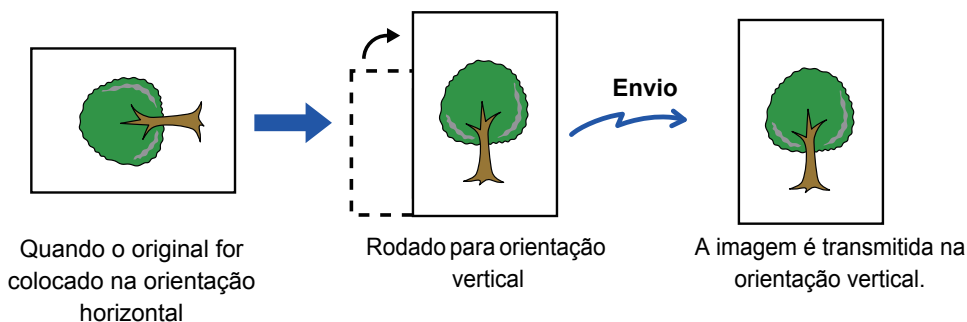 Envio
Quando o original for
colocado na orientação
horizontal
Rodado para orientação
vertical
A imagem é transmitida na
orientação vertical.